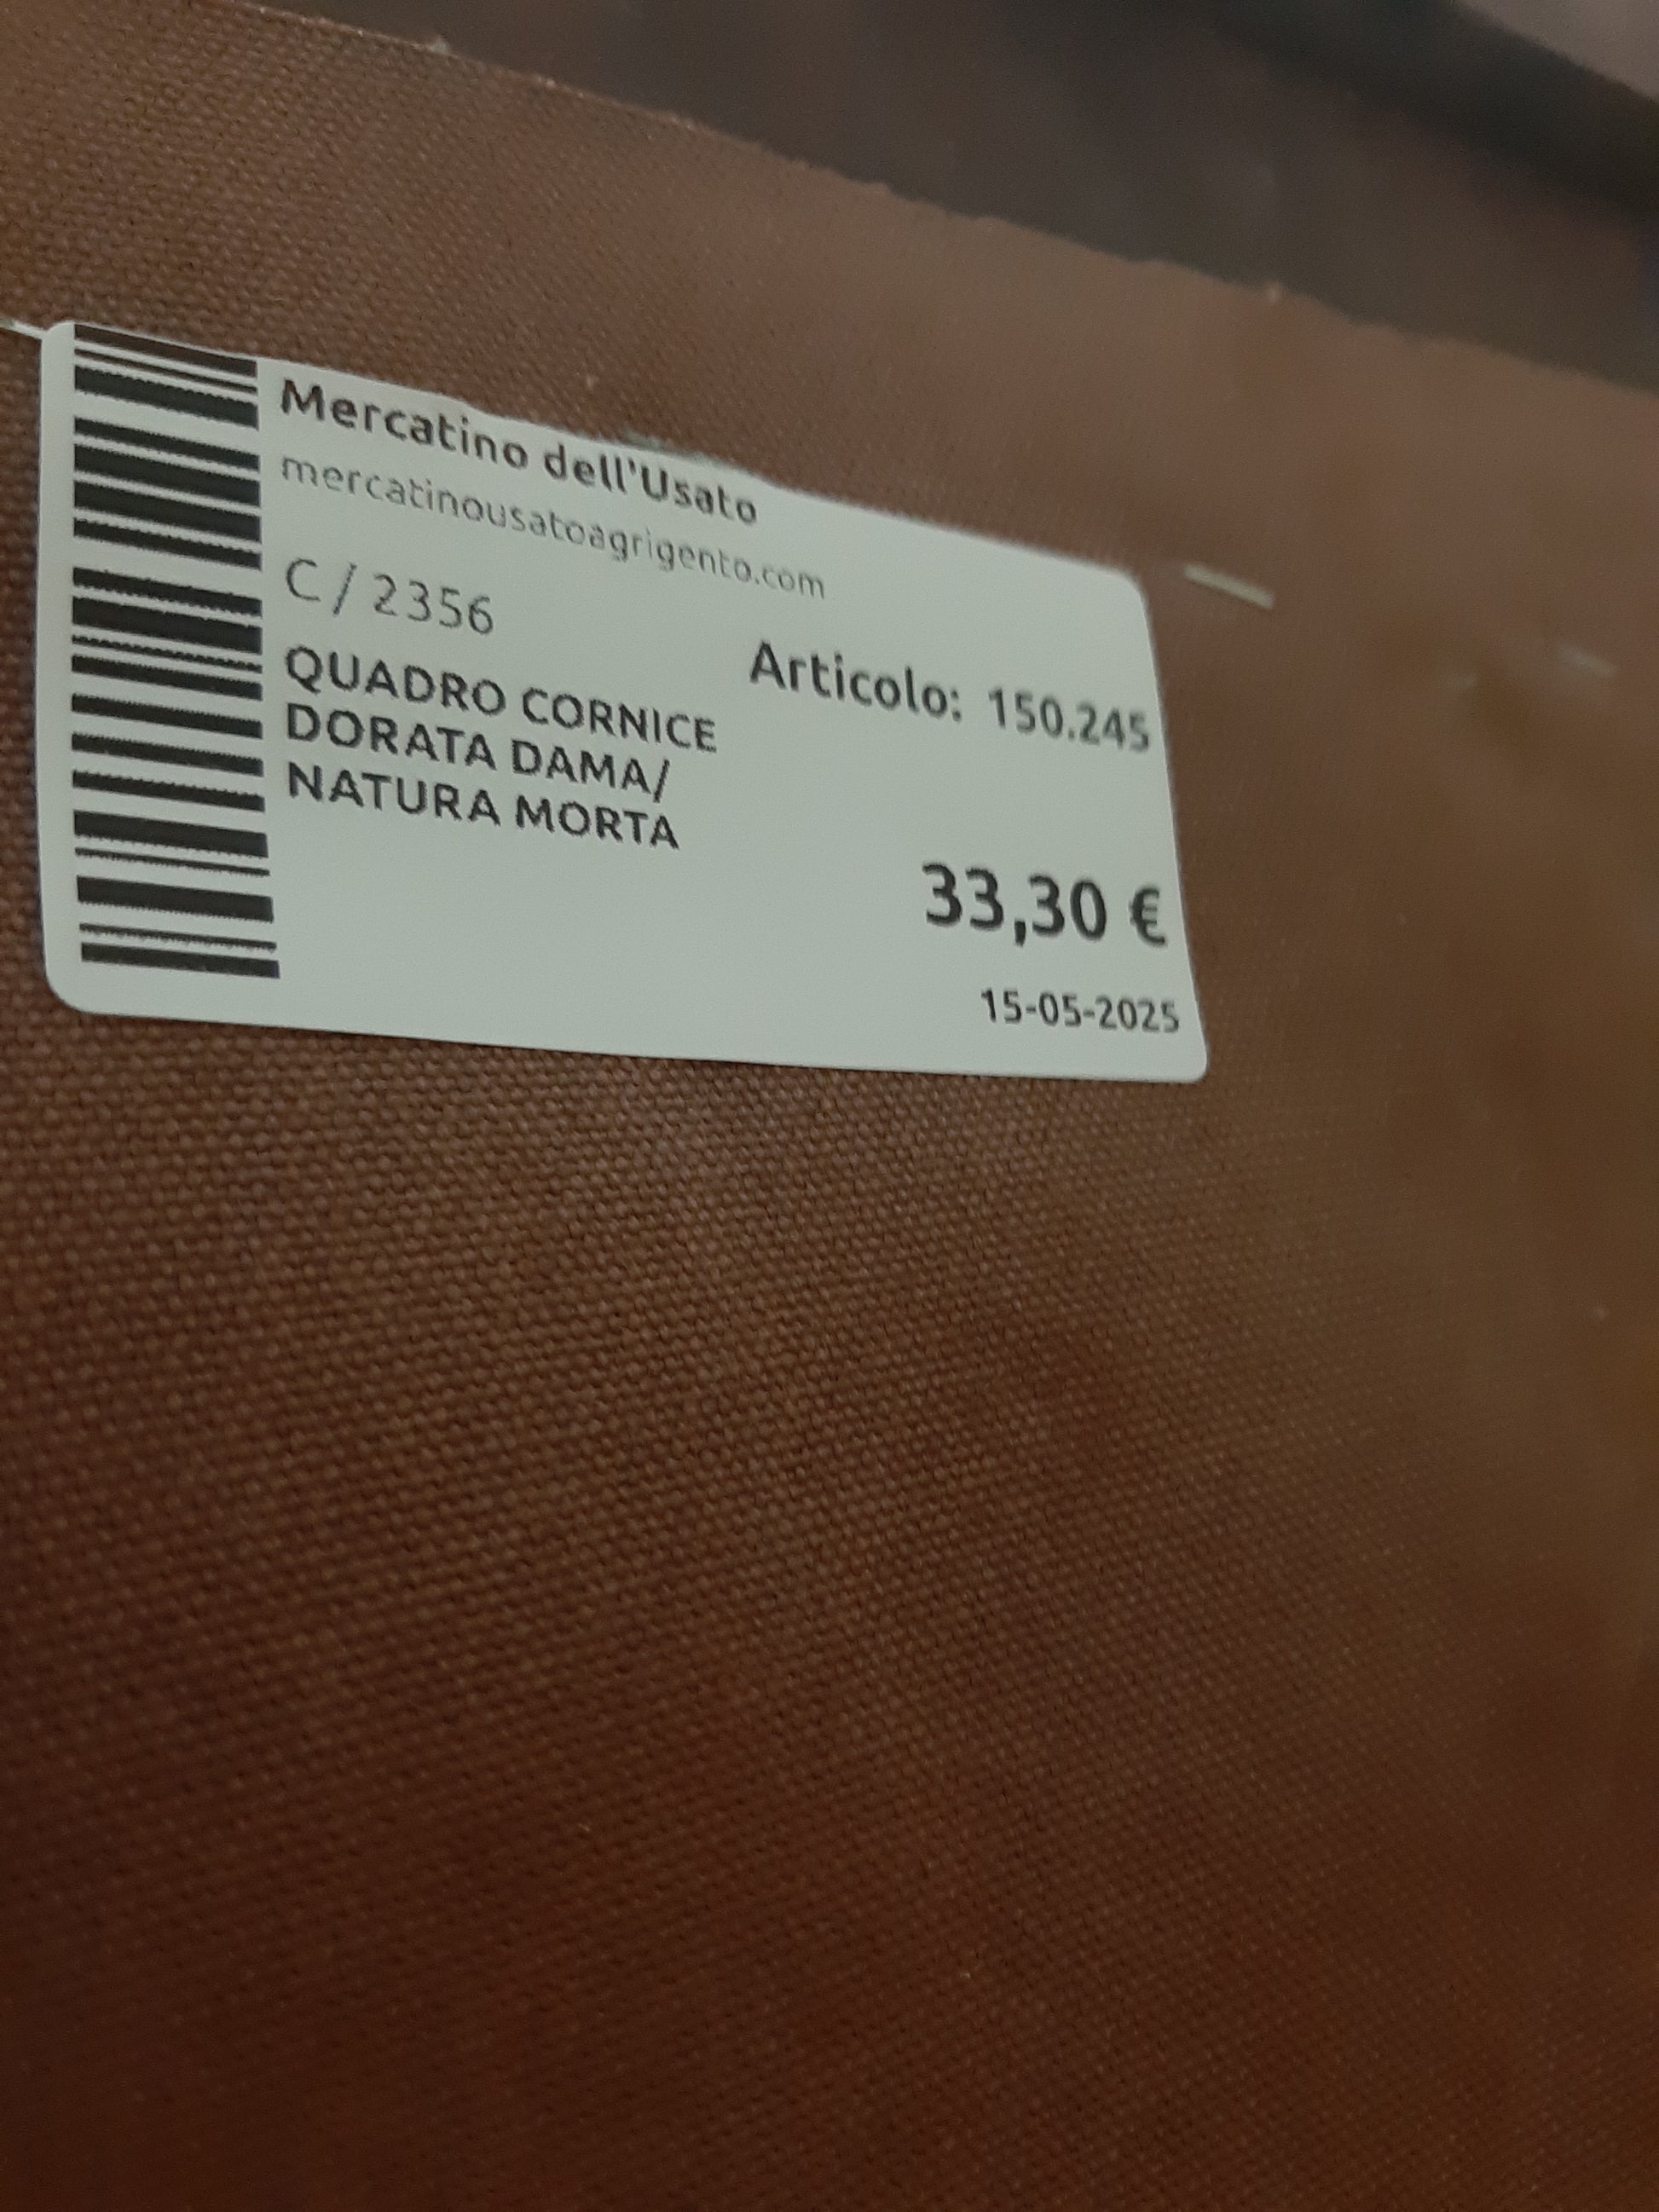 Mercatino dell'Usato
mercatinousatoagrigento.com
C / 2356
Articolo: 150.245
QUADRO CORNICE
DORATA DAMA/
NATURA MORTA
33,30 €
15-05-2025